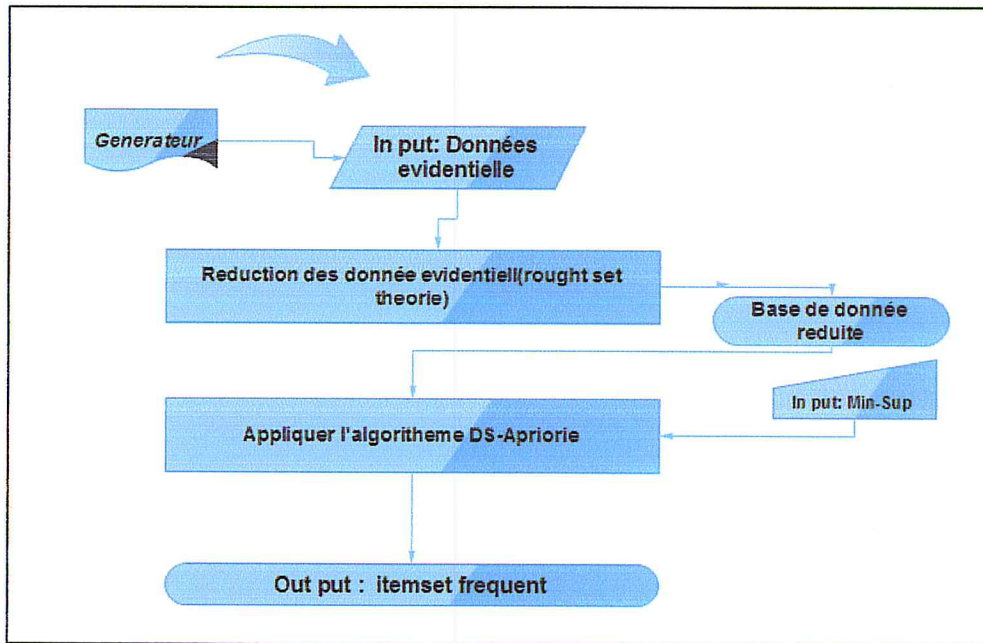 Génerateur
In put: Données
evidentielle
Reduction des donnée evidentiell(rought set
theorie)
Base de donnée
reduite
In put: Min-Sup
Appliquer l'algoritheme DS-Apriorie
Out put : itemset frequent